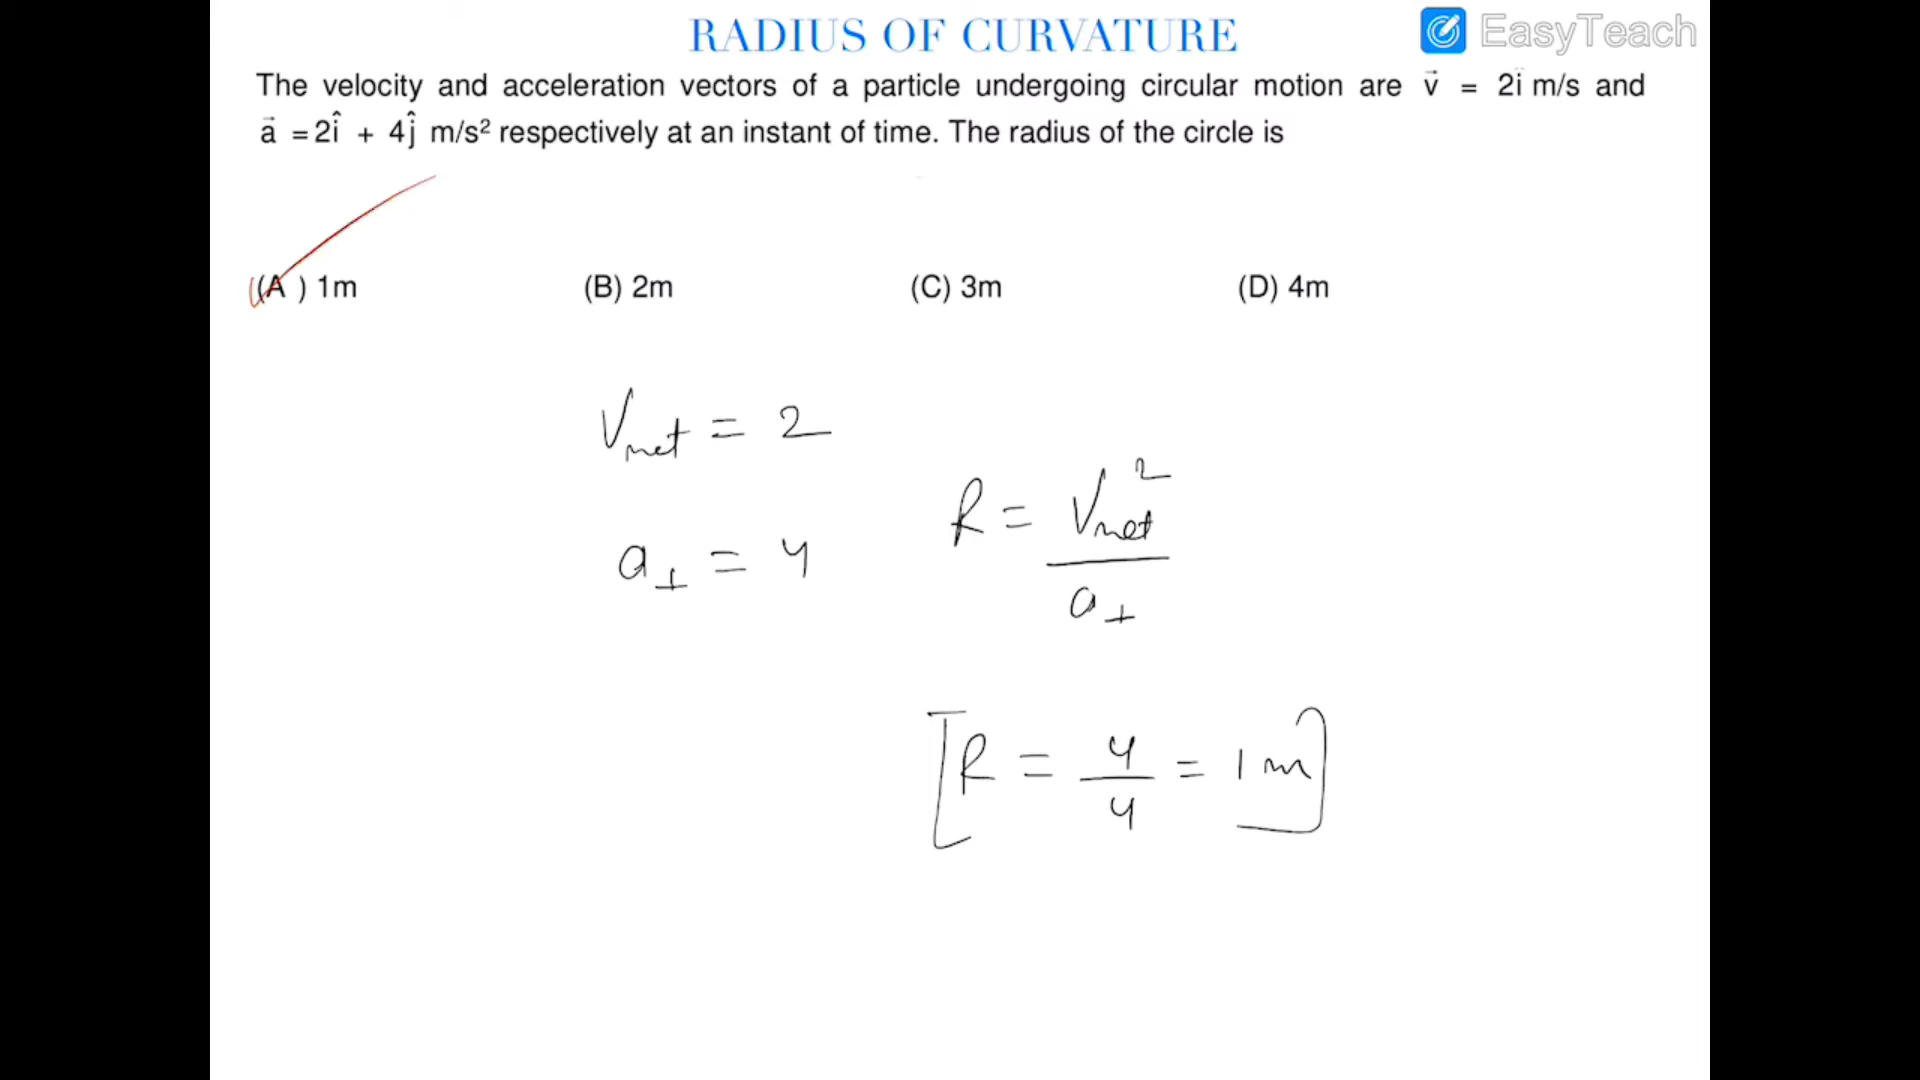 RADIUS OF CURVATURE
EasyTeach
The velocity and acceleration vectors of a particle undergoing circular motion are v⃗ = 2i m/s and
a⃗ = 2î + 4ĵ m/s² respectively at an instant of time. The radius of the circle is
(A ) 1m (B) 2m (C) 3m (D) 4m
Vnet = 2
R = Vnet² / a⊥
a⊥ = 4
[R = 4/4 = 1m]